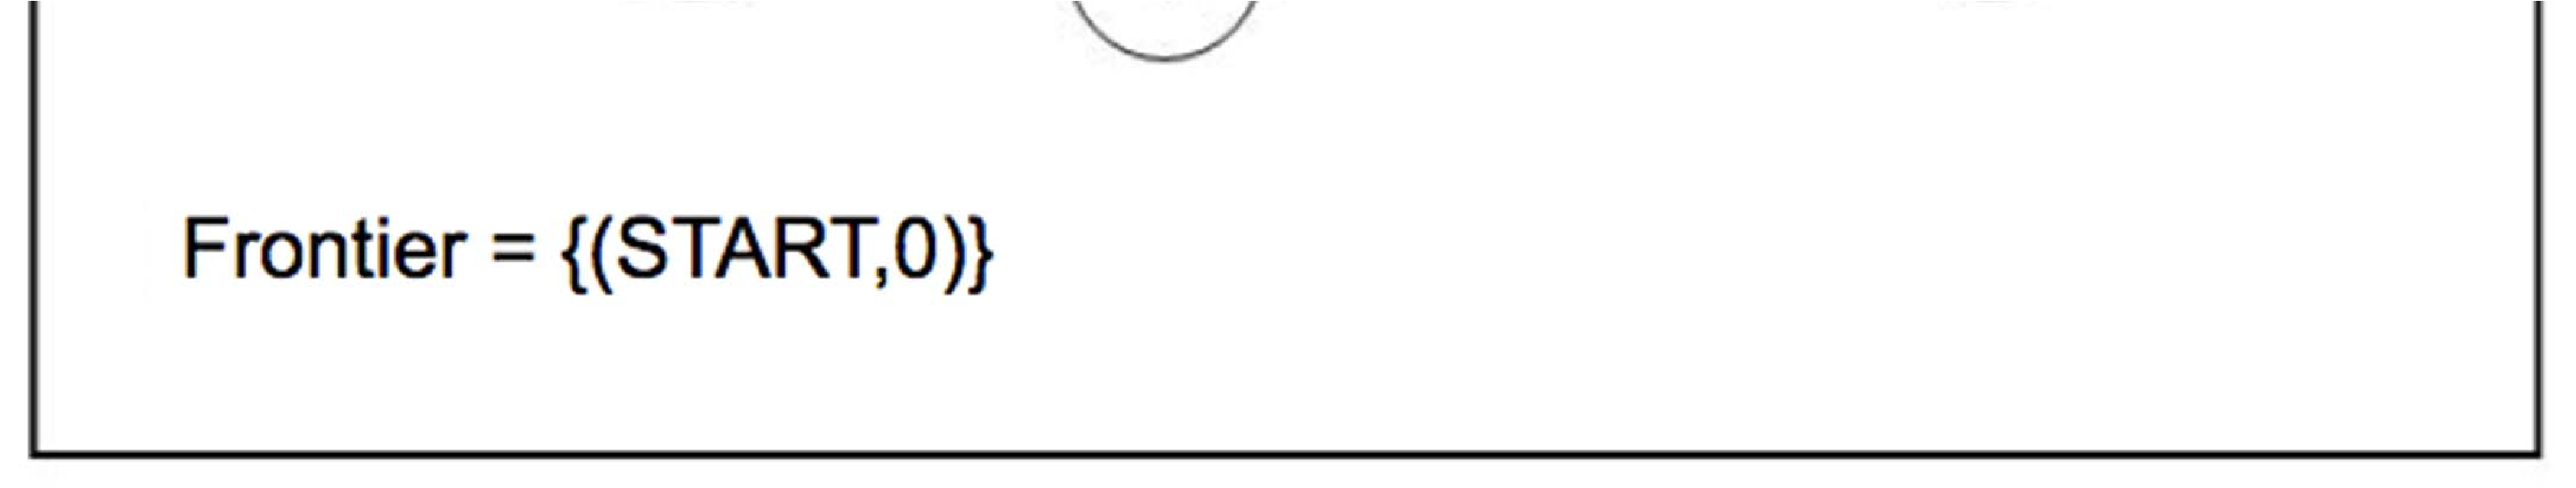 Frontier = {(START,0)}